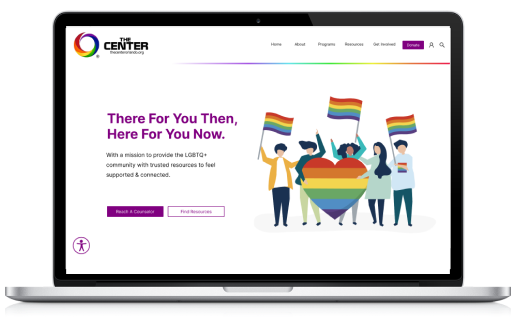 THE
CENTER
thecenterorlando.org
Home About Programs Resources Get Involved Donate
There For You Then,
Here For You Now.
With a mission to provide the LGBTQ+
community with trusted resources to feel
supported & connected.
Reach A Counselor Find Resources